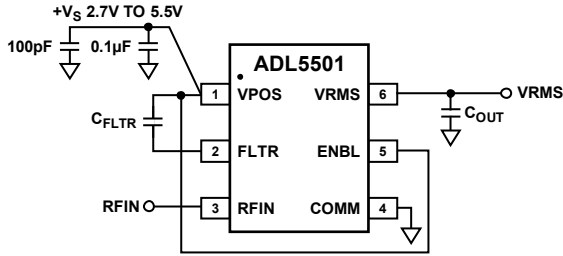 +VS 2.7V TO 5.5V
100pF
0.1µF
ADL5501
1
VPOS
VRMS
6
VRMS
CFLTR
COUT
2
FLTR
ENBL
5
RFIN
3
RFIN
COMM
4